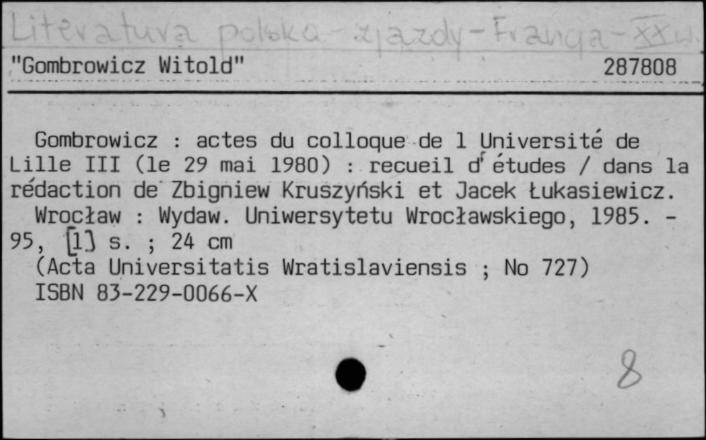 Literatura polska - zjazdy - Francja - XX w.
"Gombrowicz Witold" 287808
Gombrowicz : actes du colloque de l Université de
Lille III (le 29 mai 1980) : recueil d'études / dans la
rédaction de Zbigniew Kruszyński et Jacek Łukasiewicz.
Wrocław : Wydaw. Uniwersytetu Wrocławskiego, 1985. -
95, [1] s. ; 24 cm
(Acta Universitatis Wratislaviensis ; No 727)
ISBN 83-229-0066-X
8